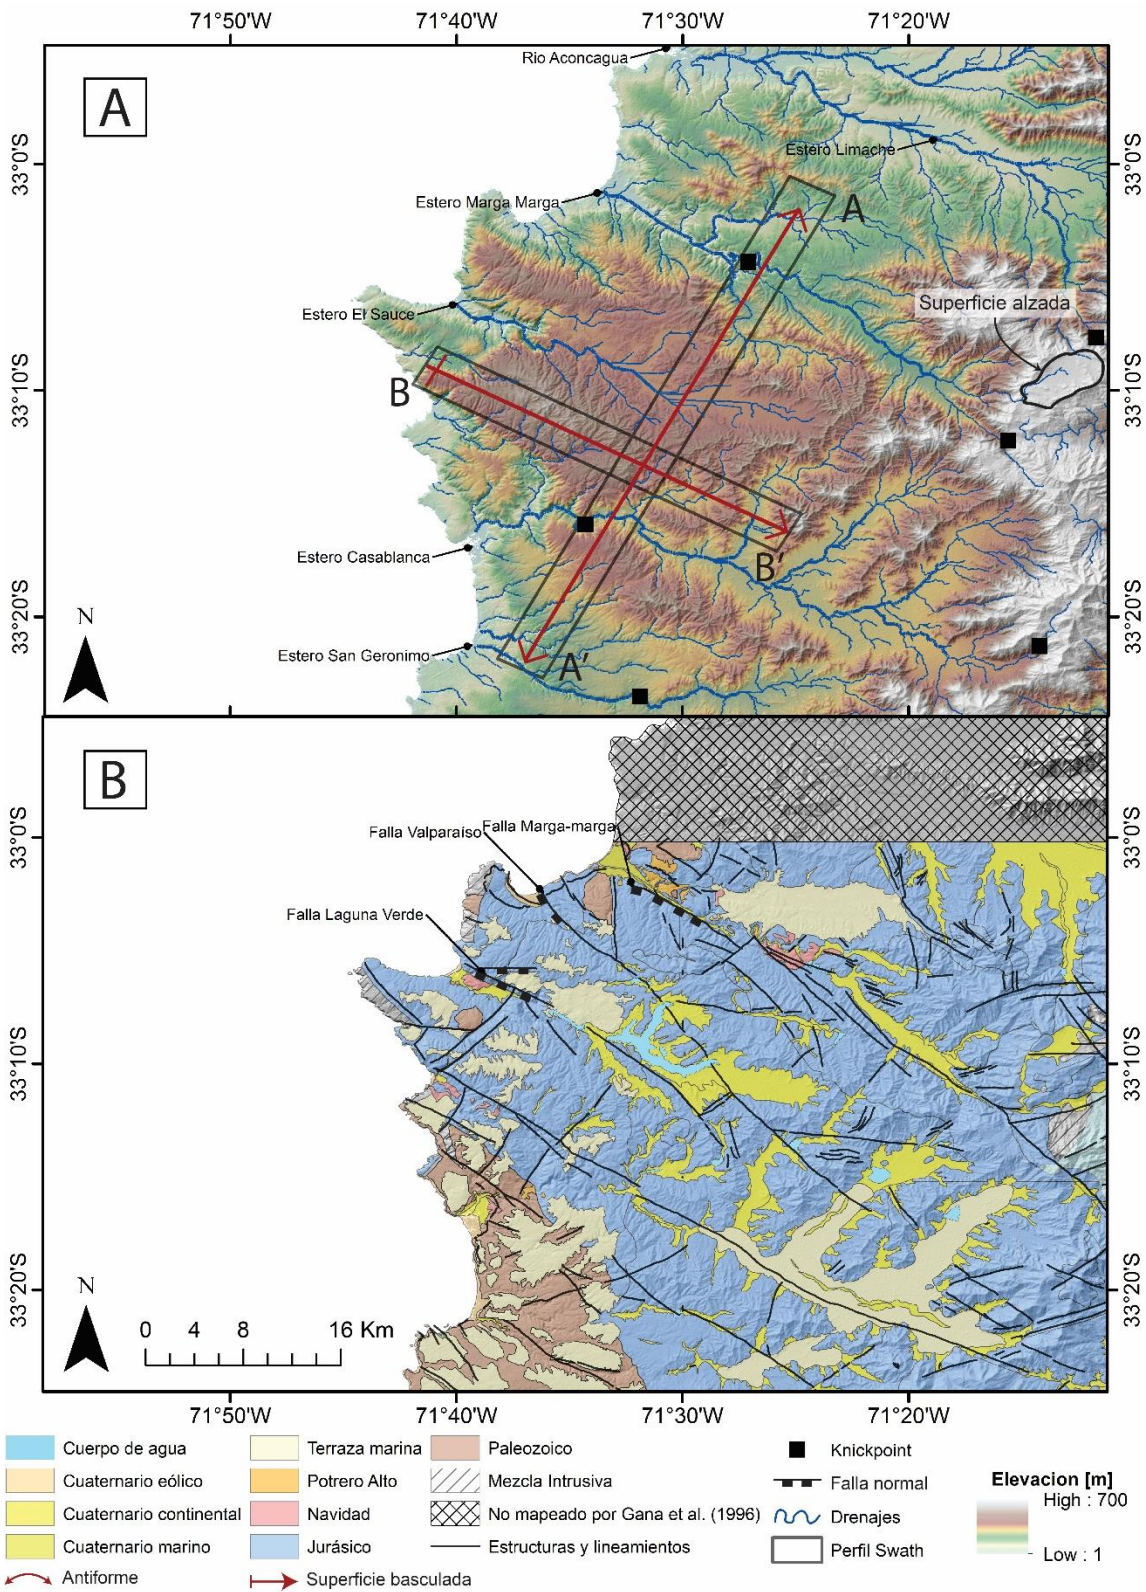 71°50'W 71°40'W 71°30'W 71°20'W
A
Rio Aconcagua
33°0'S 33°0'S
Estero Limache
Estero Marga Marga
A
Superficie alzada
Estero El Sauce
33°10'S 33°10'S
B
Estero Casablanca
B'
33°20'S 33°20'S
N
Estero San Geronimo
A'
B
Falla Valparaíso
Falla Marga-marga
33°0'S 33°0'S
Falla Laguna Verde
33°10'S 33°10'S
33°20'S 33°20'S
N
0 4 8 16 Km
71°50'W 71°40'W 71°30'W 71°20'W
Cuerpo de agua
Cuaternario eólico
Cuaternario continental
Cuaternario marino
Antiforme
Terraza marina
Potrero Alto
Navidad
Jurásico
Superficie basculada
Paleozoico
Mezcla Intrusiva
No mapeado por Gana et al. (1996)
Estructuras y lineamientos
Knickpoint
Falla normal
Drenajes
Perfil Swath
Elevacion [m]
High : 700
Low : 1